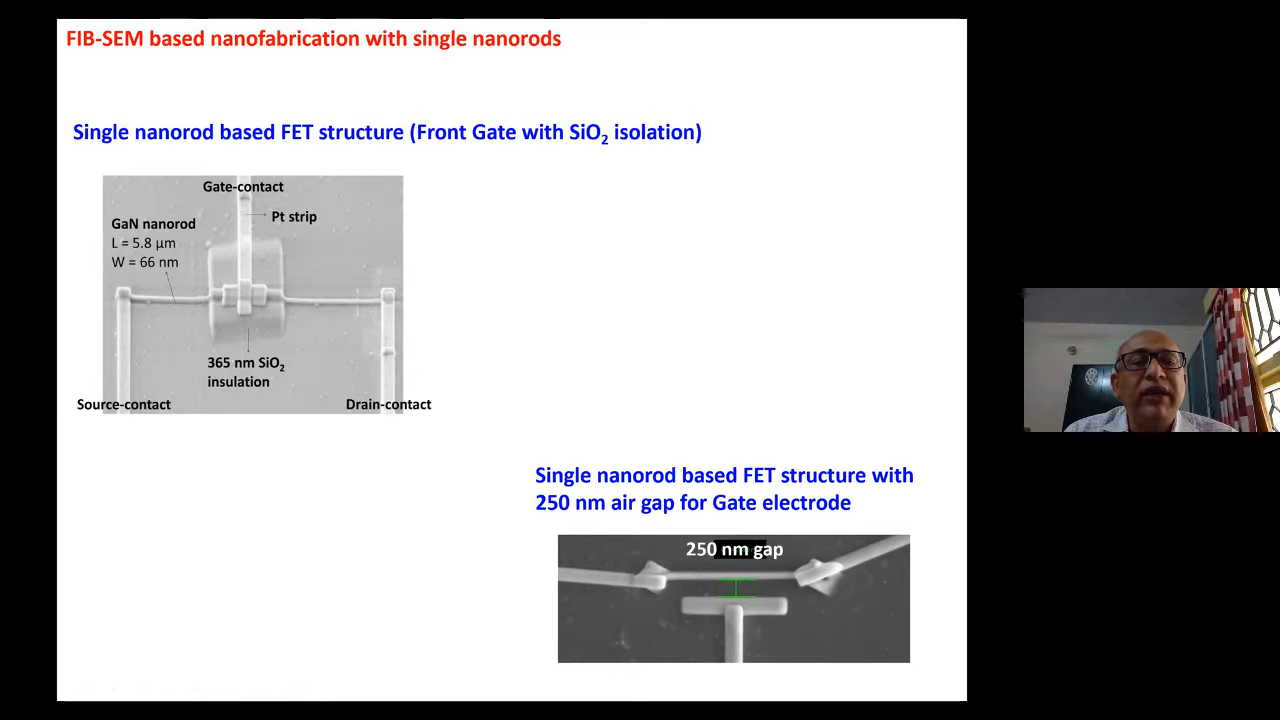 FIB-SEM based nanofabrication with single nanorods
Single nanorod based FET structure (Front Gate with SiO₂ isolation)
Gate-contact
Pt strip
GaN nanorod
L = 5.8 µm
W = 66 nm
365 nm SiO₂
insulation
Source-contact
Drain-contact
Single nanorod based FET structure with
250 nm air gap for Gate electrode
250 nm gap